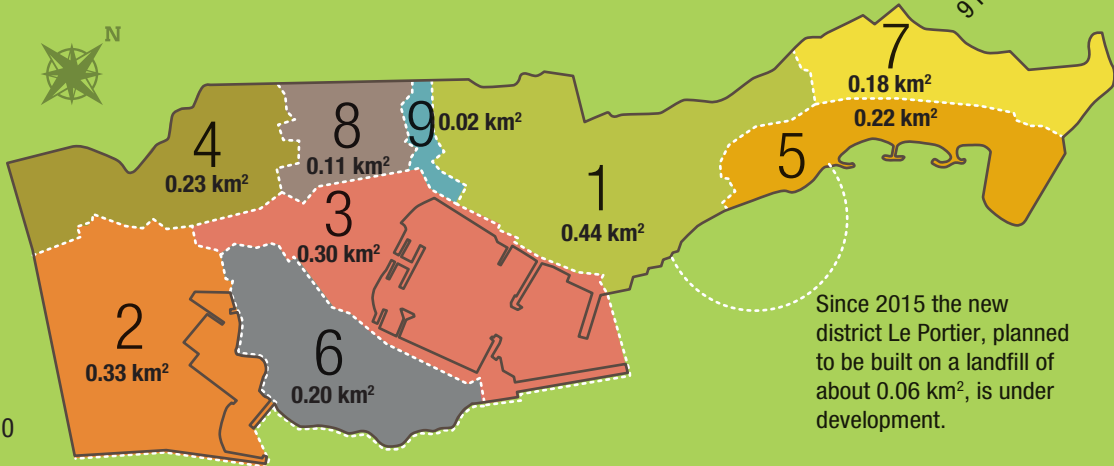 N
91
7
0.18 km²
0.22 km²
5
4
0.23 km²
8
0.11 km²
9
0.02 km²
1
0.44 km²
3
0.30 km²
2
0.33 km²
6
0.20 km²
0
Since 2015 the new
district Le Portier, planned
to be built on a landfill of
about 0.06 km², is under
development.